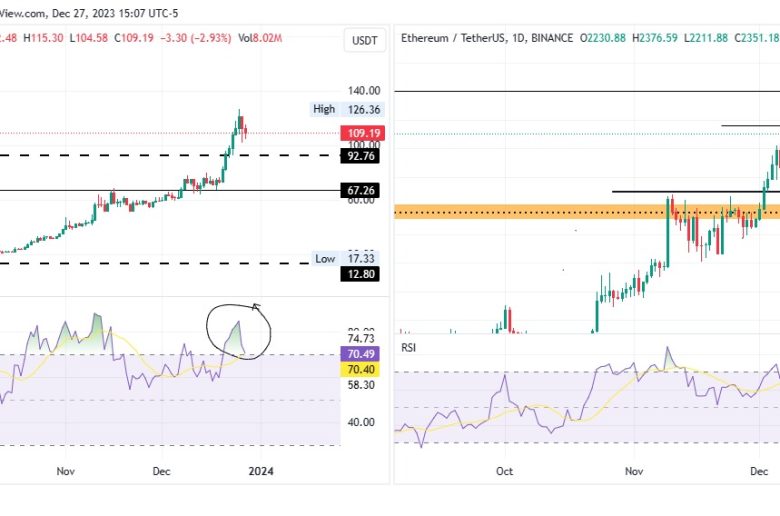 View.com, Dec 27, 2023 15:07 UTC-5
2.48 H115.30 L104.58 C109.19 −3.30 (−2.93%) Vol8.02M
USDT
140.00
High 126.36
109.19
100.00
92.76
67.26
60.00
Low 17.33
12.80
74.73
70.49
70.40
58.30
40.00
Nov Dec 2024
Ethereum / TetherUS, 1D, BINANCE O2230.88 H2376.59 L2211.88 C2351.18
RSI
Oct Nov Dec